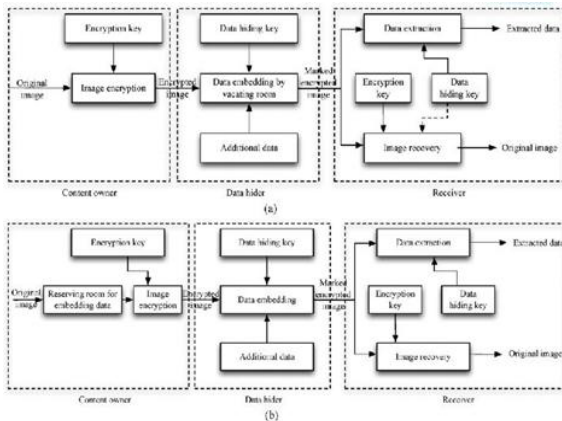 Encryption key
Data hiding key
Data extraction
Extracted data
Original
image
Image encryption
Encrypted
image
Data embedding by
vacating room
Marked
encrypted
image
Encryption
key
Data
hiding key
Additional data
Image recovery
Original image
Content owner
Data hider
Receiver
(a)
Encryption key
Data hiding key
Data extraction
Extracted data
Original
image
Reserving room for
embedding data
Image
encryption
Encrypted
image
Data embedding
Marked
encrypted
image
Encryption
key
Data
hiding key
Additional data
Image recovery
Original image
Content owner
Data hider
Receiver
(b)